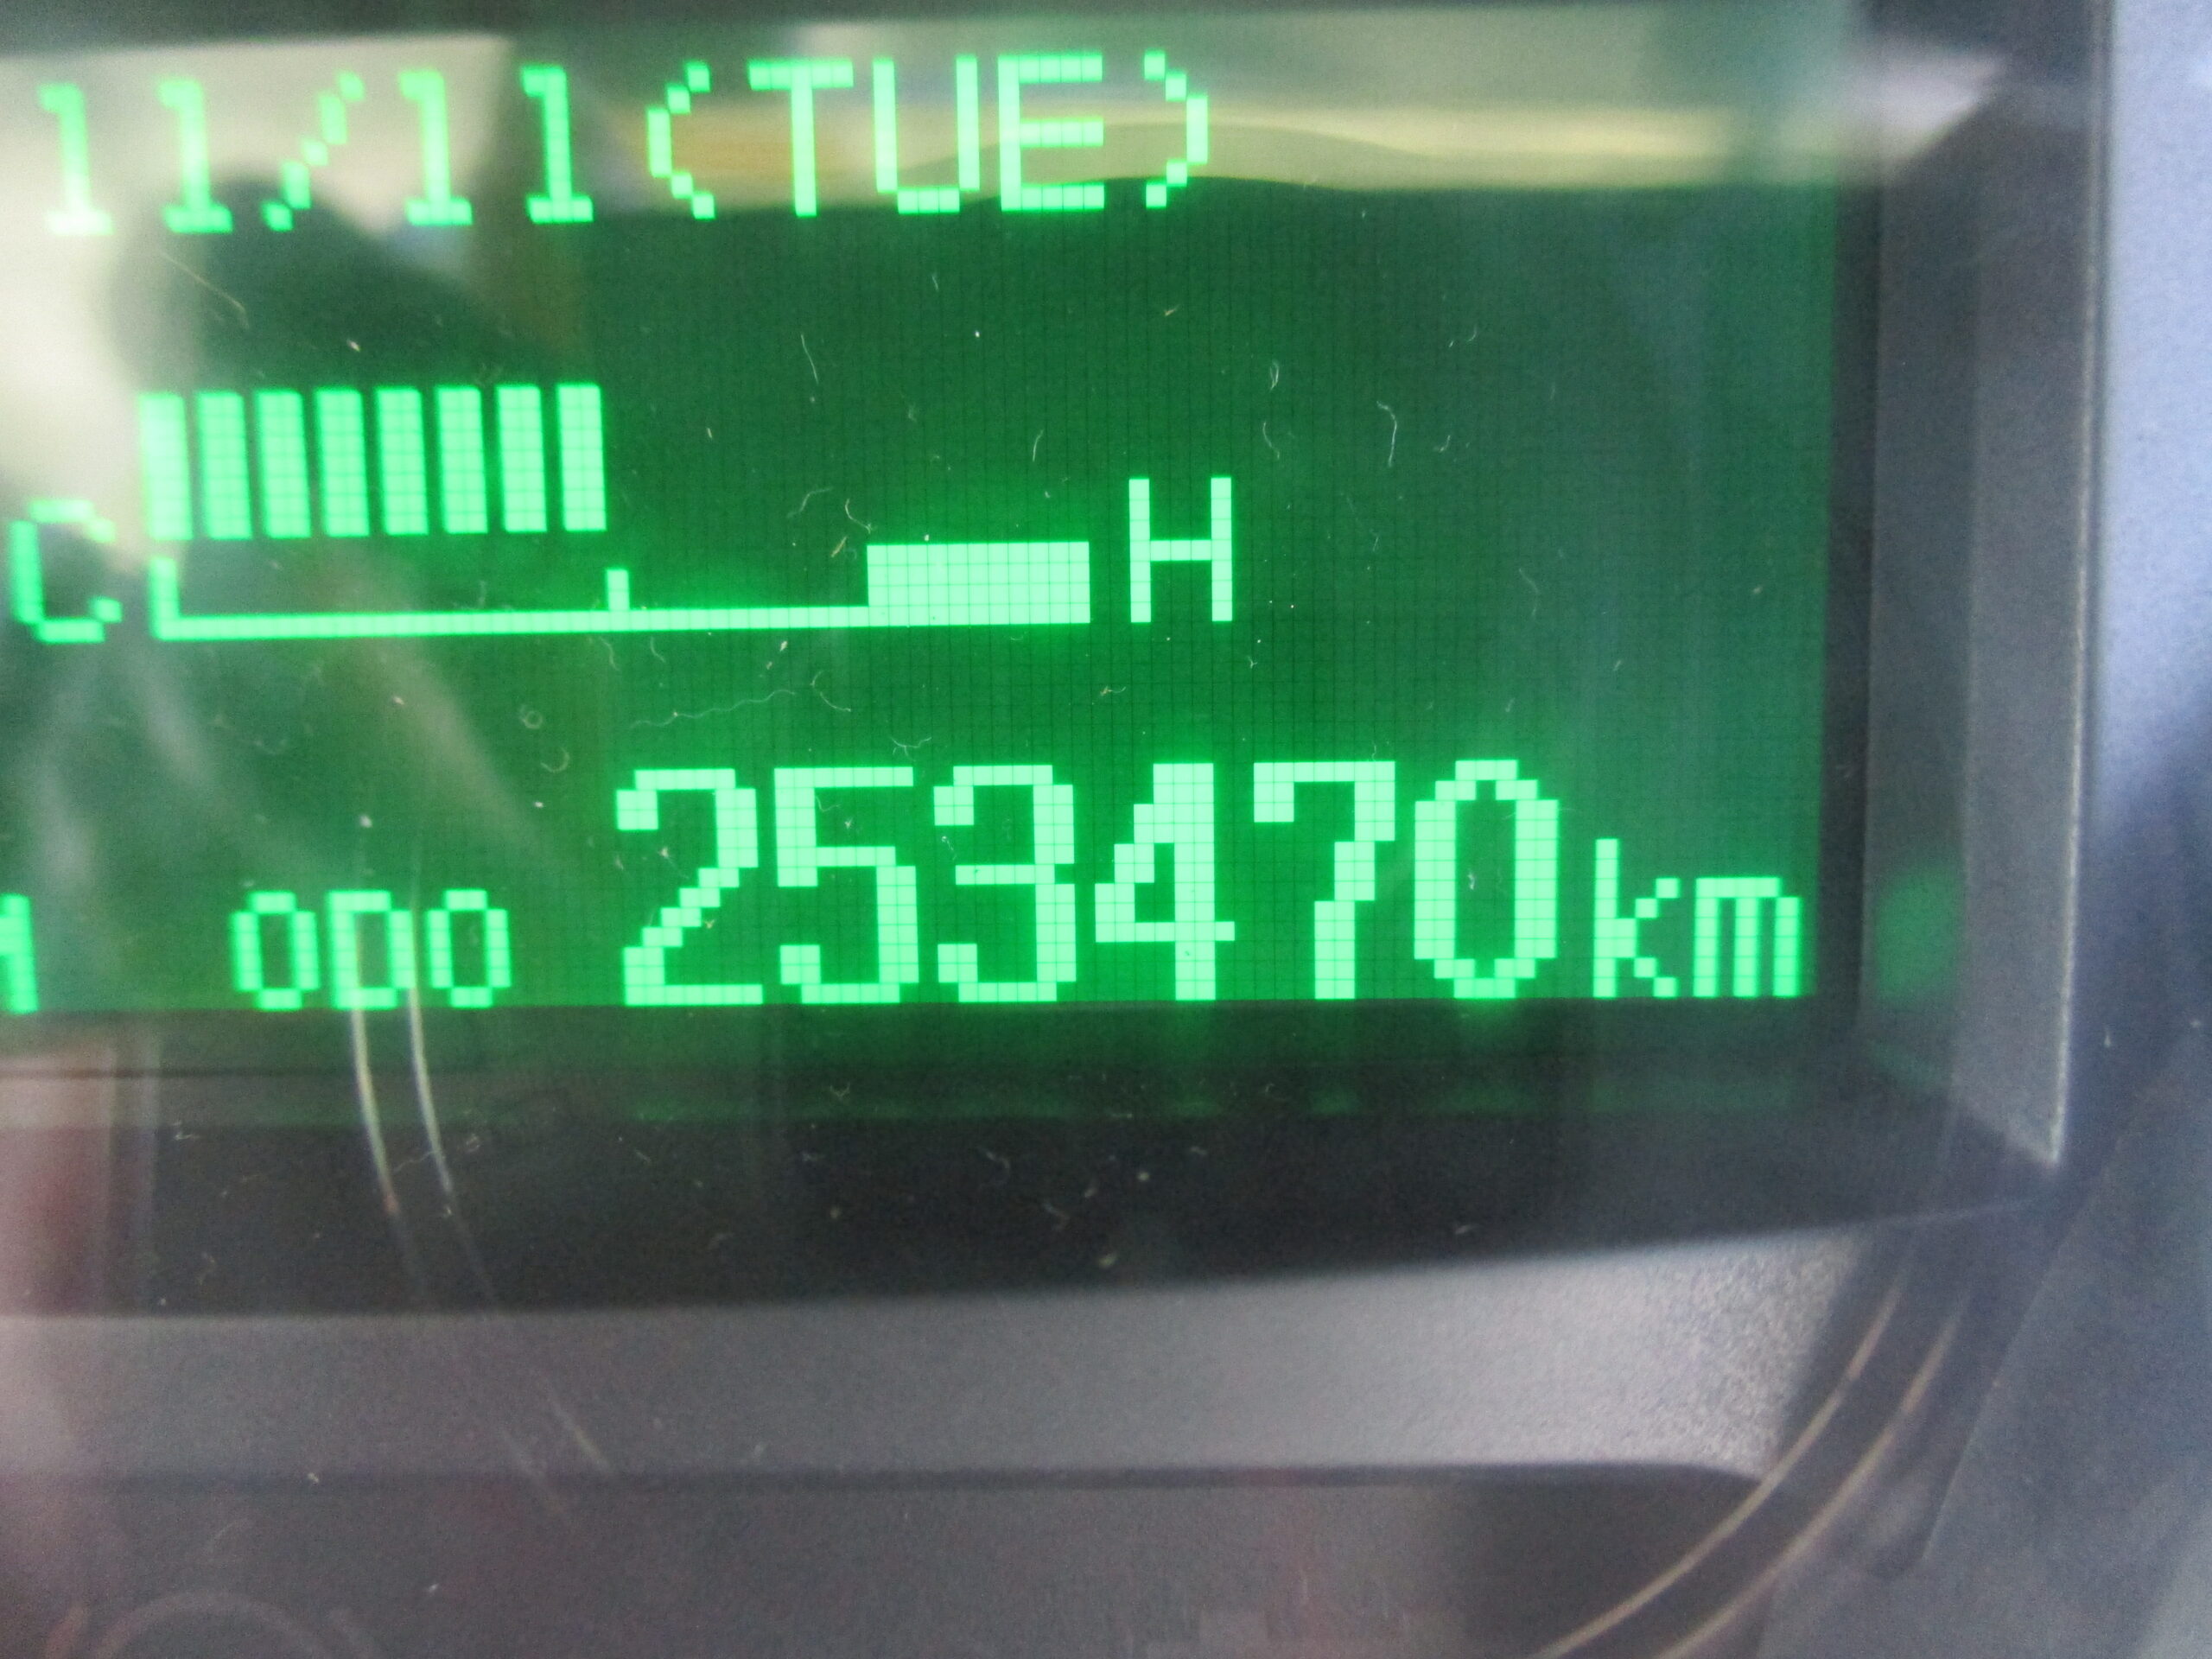 11/11(TUE)
C H
ODO 253470km